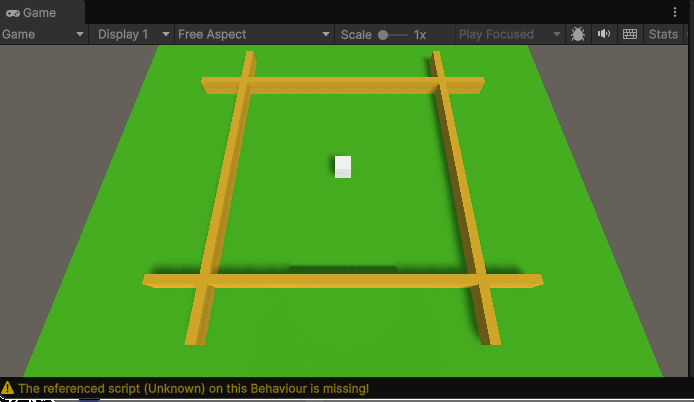 Game
Game Display 1 Free Aspect Scale 1x Play Focused Stats
The referenced script (Unknown) on this Behaviour is missing!